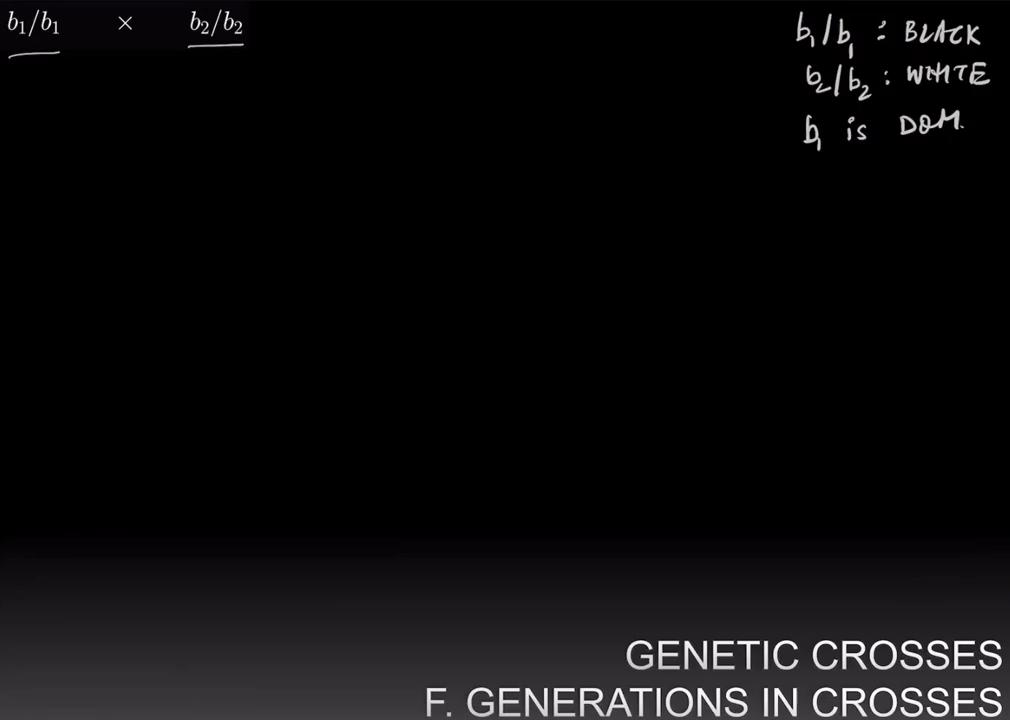 b₁/b₁ × b₂/b₂
b₁/b₁ : BLACK
b₂/b₂ : WHITE
b₁ is DOM.
GENETIC CROSSES
F. GENERATIONS IN CROSSES